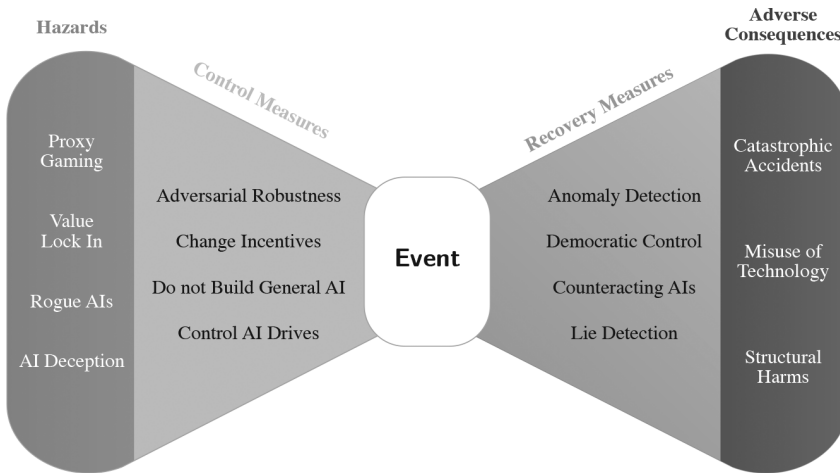 Hazards
Proxy
Gaming
Value
Lock In
Rogue AIs
AI Deception
Control Measures
Adversarial Robustness
Change Incentives
Do not Build General AI
Control AI Drives
Event
Recovery Measures
Anomaly Detection
Democratic Control
Counteracting AIs
Lie Detection
Adverse
Consequences
Catastrophic
Accidents
Misuse of
Technology
Structural
Harms